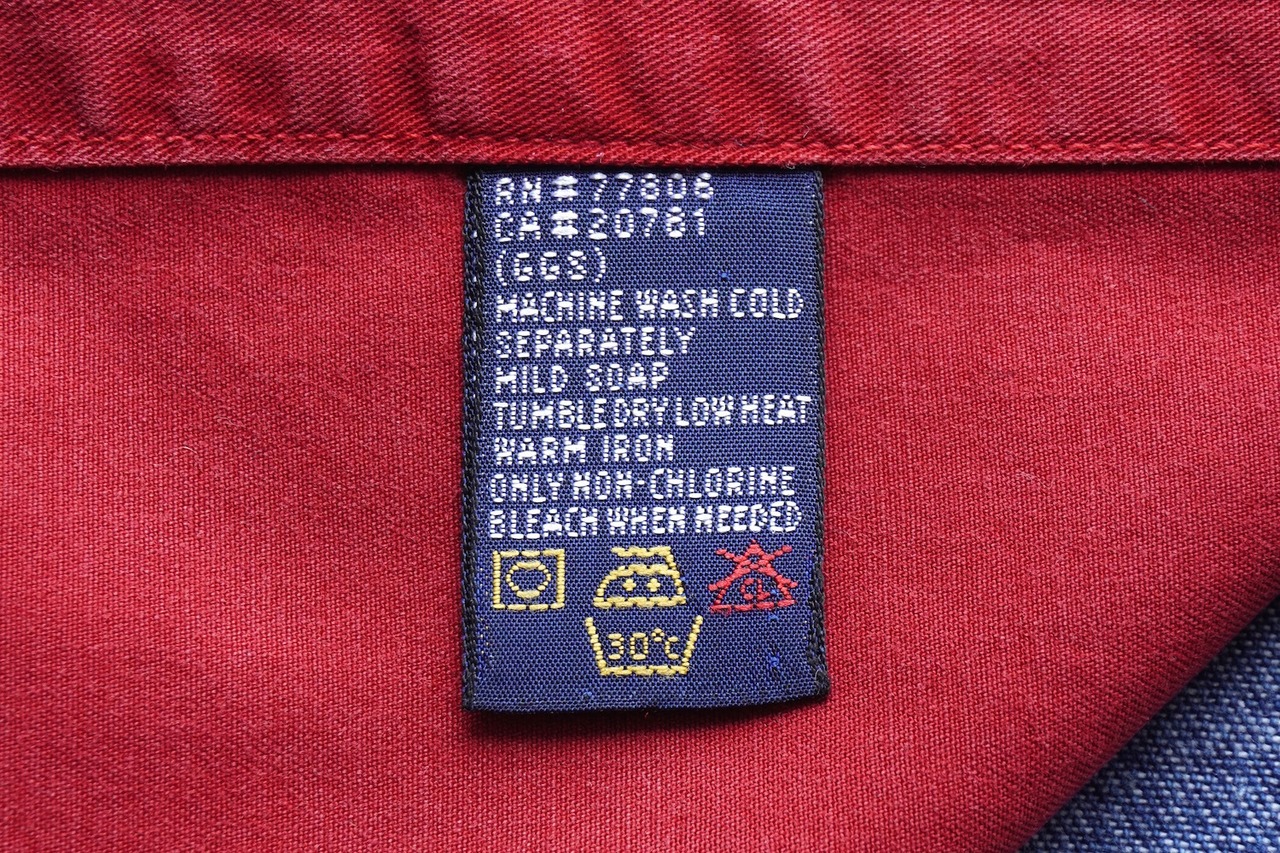 RN#77806
CA#20781
(GGS)
MACHINE WASH COLD
SEPARATELY
MILD SOAP
TUMBLE DRY LOW HEAT
WARM IRON
ONLY NON-CHLORINE
BLEACH WHEN NEEDED
CL
30°C